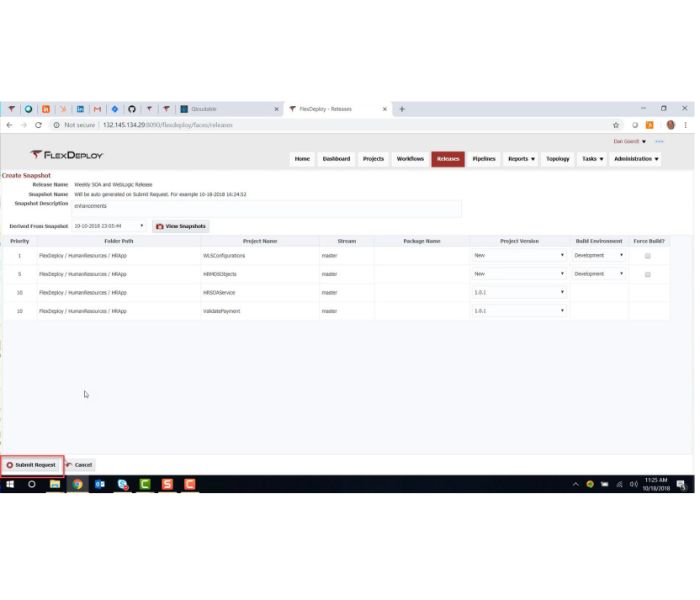 Qloudable
FlexDeploy - Releases
Not secure | 132.145.134.29:8090/flexdeploy/faces/releases
Dan Goerdt
FLEXDEPLOY
Home Dashboard Projects Workflows Releases Pipelines Reports Topology Tasks Administration
Create Snapshot
Release Name Weekly SOA and WebLogic Release
Snapshot Name Will be auto generated on Submit Request. For example 10-18-2018 16:24:52
Snapshot Description enhancements
Derived From Snapshot 10-10-2018 23:05:44 View Snapshots
Priority Folder Path Project Name Stream Package Name Project Version Build Environment Force Build?
1 FlexDeploy / HumanResources / HRApp WLSConfigurations master New Development
5 FlexDeploy / HumanResources / HRApp HRMDSObjects master New Development
10 FlexDeploy / HumanResources / HRApp HRSOAService master 1.0.1
10 FlexDeploy / HumanResources / HRApp ValidatePayment master 1.0.1
Submit Request Cancel
11:25 AM
10/18/2018